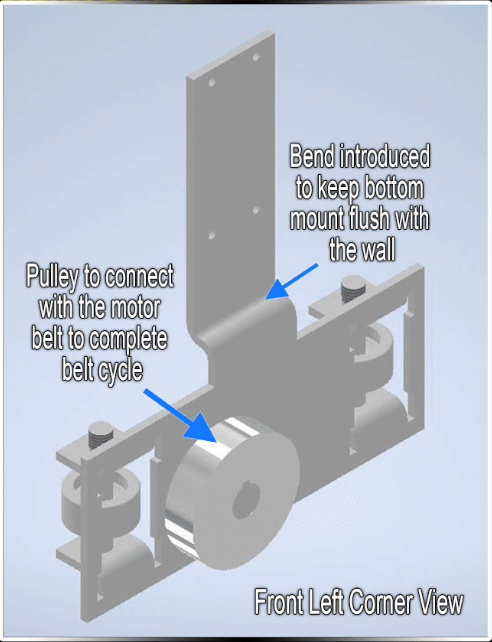 Bend introduced
to keep bottom
mount flush with
the wall
Pulley to connect
with the motor
belt to complete
belt cycle
Front Left Corner View